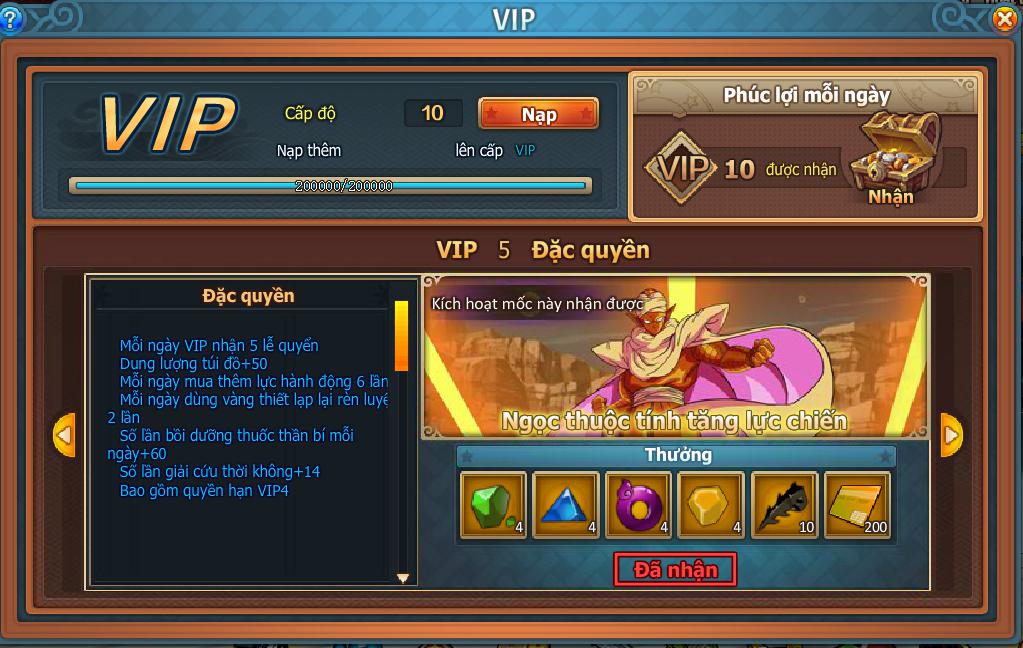 VIP
VIP
Cấp độ
10
Nạp
Nạp thêm
lên cấp VIP
200000/200000
Phúc lợi mỗi ngày
VIP 10 được nhận
Nhận
VIP 5 Đặc quyền
Đặc quyền
Mỗi ngày VIP nhận 5 lễ quyển
Dung lượng túi đồ+50
Mỗi ngày mua thêm lực hành động 6 lần
Mỗi ngày dùng vàng thiết lạp lại rèn luyệ
2 lần
Số lần bồi dưỡng thuốc thần bí mỗi
ngày+60
Số lần giải cứu thời không+14
Bao gồm quyền hạn VIP4
Kích hoạt mốc này nhận được
Ngọc thuộc tính tăng lực chiến
Thưởng
4
4
4
4
10
200
Đã nhận